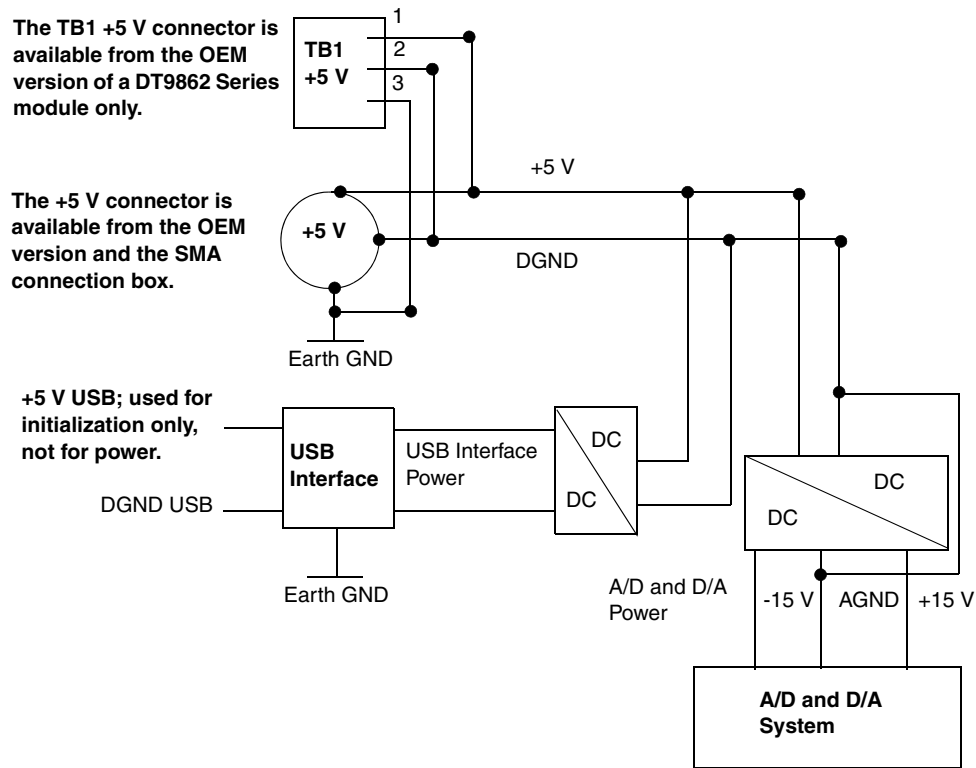 The TB1 +5 V connector is
available from the OEM
version of a DT9862 Series
module only.
TB1
+5 V
1
2
3
+5 V
The +5 V connector is
available from the OEM
version and the SMA
connection box.
+5 V
DGND
Earth GND
+5 V USB; used for
initialization only,
not for power.
DGND USB
USB
Interface
USB Interface
Power
DC
DC
DC
DC
Earth GND
A/D and D/A
Power
-15 V
AGND
+15 V
A/D and D/A
System